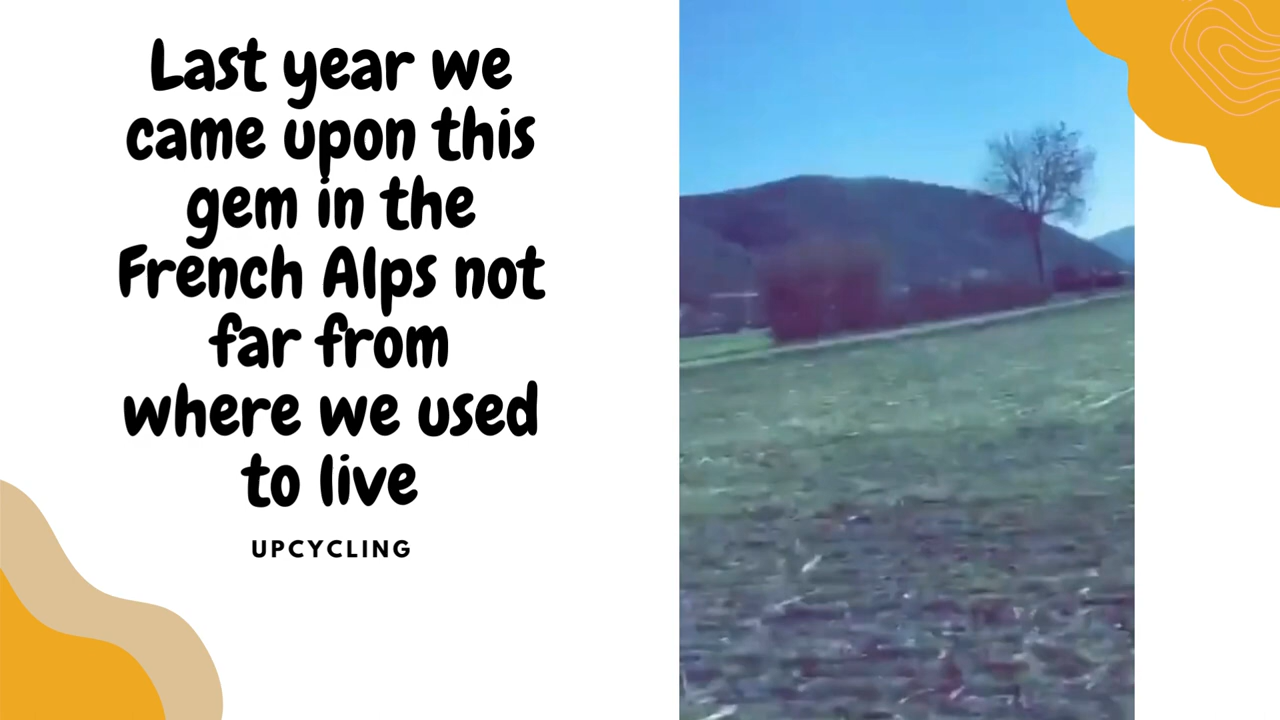 Last year we
came upon this
gem in the
French Alps not
far from
where we used
to live
UPCYCLING